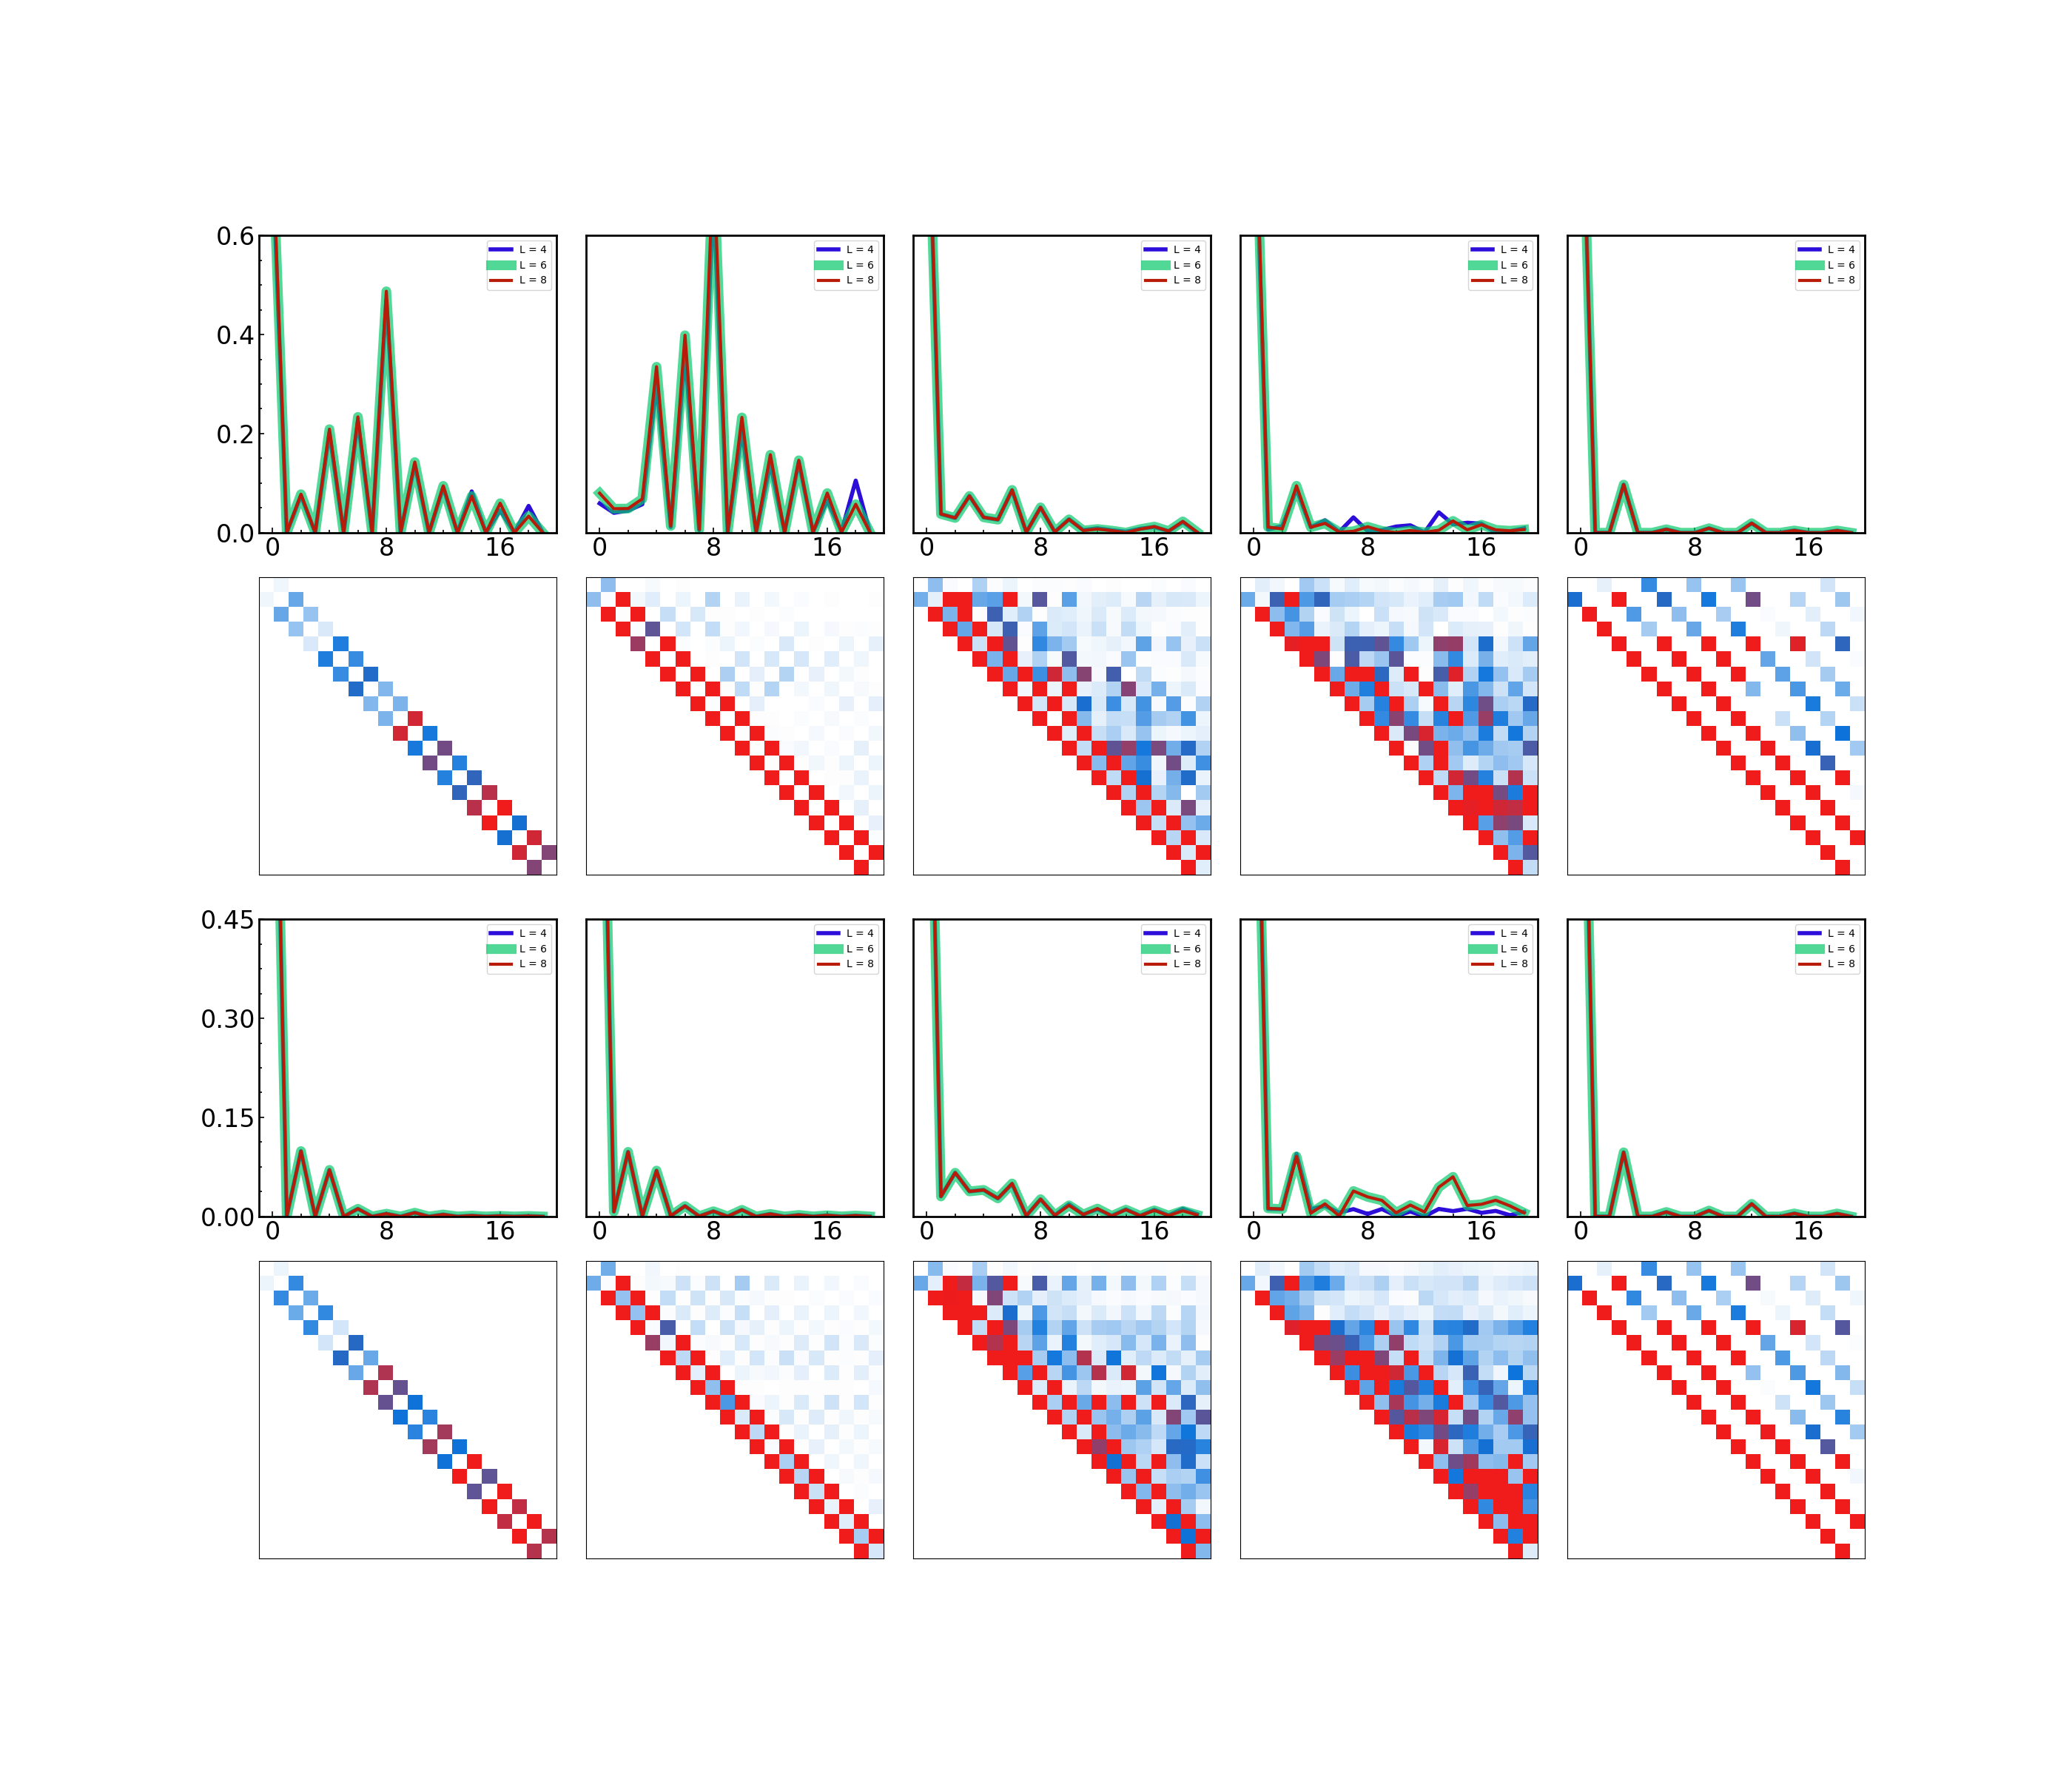 0.6
0.4
0.2
0.0
L = 4
L = 6
L = 8
0 8 16
L = 4
L = 6
L = 8
0 8 16
L = 4
L = 6
L = 8
0 8 16
L = 4
L = 6
L = 8
0 8 16
L = 4
L = 6
L = 8
0 8 16
0.45
0.30
0.15
0.00
L = 4
L = 6
L = 8
0 8 16
L = 4
L = 6
L = 8
0 8 16
L = 4
L = 6
L = 8
0 8 16
L = 4
L = 6
L = 8
0 8 16
L = 4
L = 6
L = 8
0 8 16